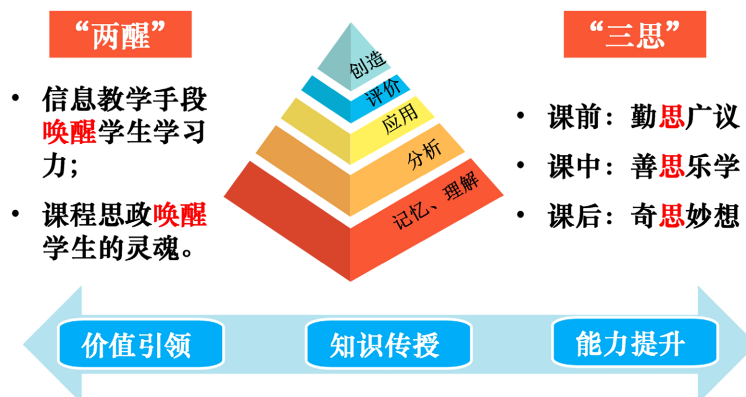 “两醒”
• 信息教学手段
唤醒学生学习
力；
• 课程思政唤醒
学生的灵魂。
创造
评价
应用
分析
记忆、理解
“三思”
• 课前：勤思广议
• 课中：善思乐学
• 课后：奇思妙想
价值引领
知识传授
能力提升